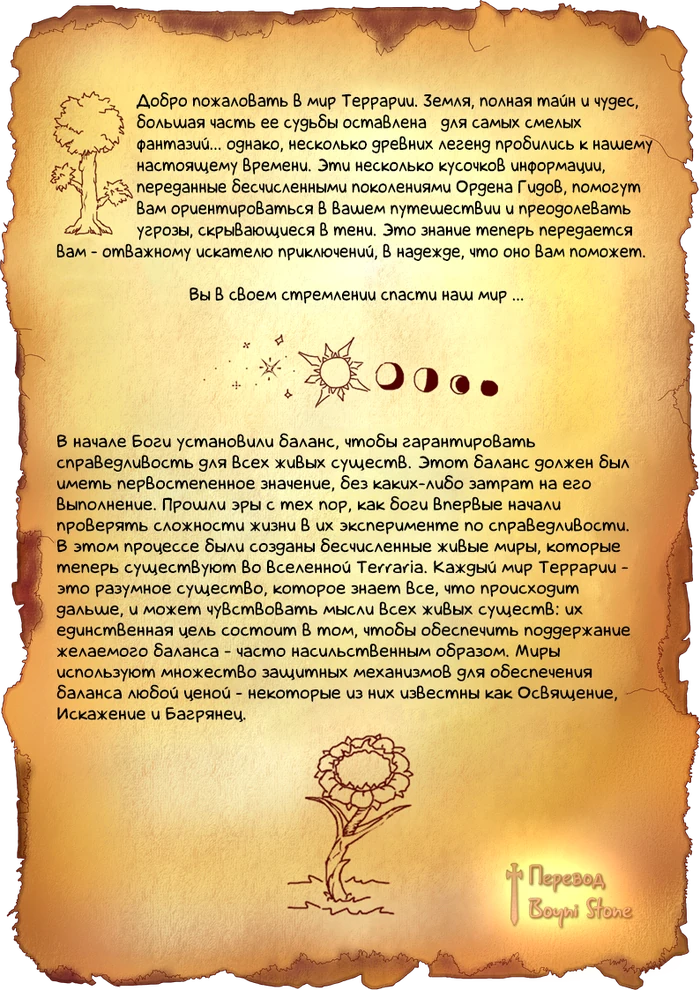 Добро пожаловать в мир Террарии. Земля, полная тайн и чудес,
большая часть ее судьбы оставлена для самых смелых
фантазий... однако, несколько древних легенд пробились к нашему
настоящему времени. Эти несколько кусочков информации,
переданные бесчисленными поколениями Ордена Гидов, помогут
вам ориентироваться в вашем путешествии и преодолевать
угрозы, скрывающиеся в тени. Это знание теперь передается
вам - отважному искателю приключений, в надежде, что оно вам поможет.
Вы в своем стремлении спасти наш мир ...
В начале Боги установили баланс, чтобы гарантировать
справедливость для всех живых существ. Этот баланс должен был
иметь первостепенное значение, без каких-либо затрат на его
выполнение. Прошли эры с тех пор, как боги впервые начали
проверять сложности жизни в их эксперименте по справедливости.
В этом процессе были созданы бесчисленные живые миры, которые
теперь существуют во вселенной Terraria. Каждый мир Террарии -
это разумное существо, которое знает все, что происходит
дальше, и может чувствовать мысли всех живых существ: их
единственная цель состоит в том, чтобы обеспечить поддержание
желаемого баланса - часто насильственным образом. Миры
используют множество защитных механизмов для обеспечения
баланса любой ценой - некоторые из них известны как Освящение,
Искажение и Багрянец.
Перевод
Boyni Stone